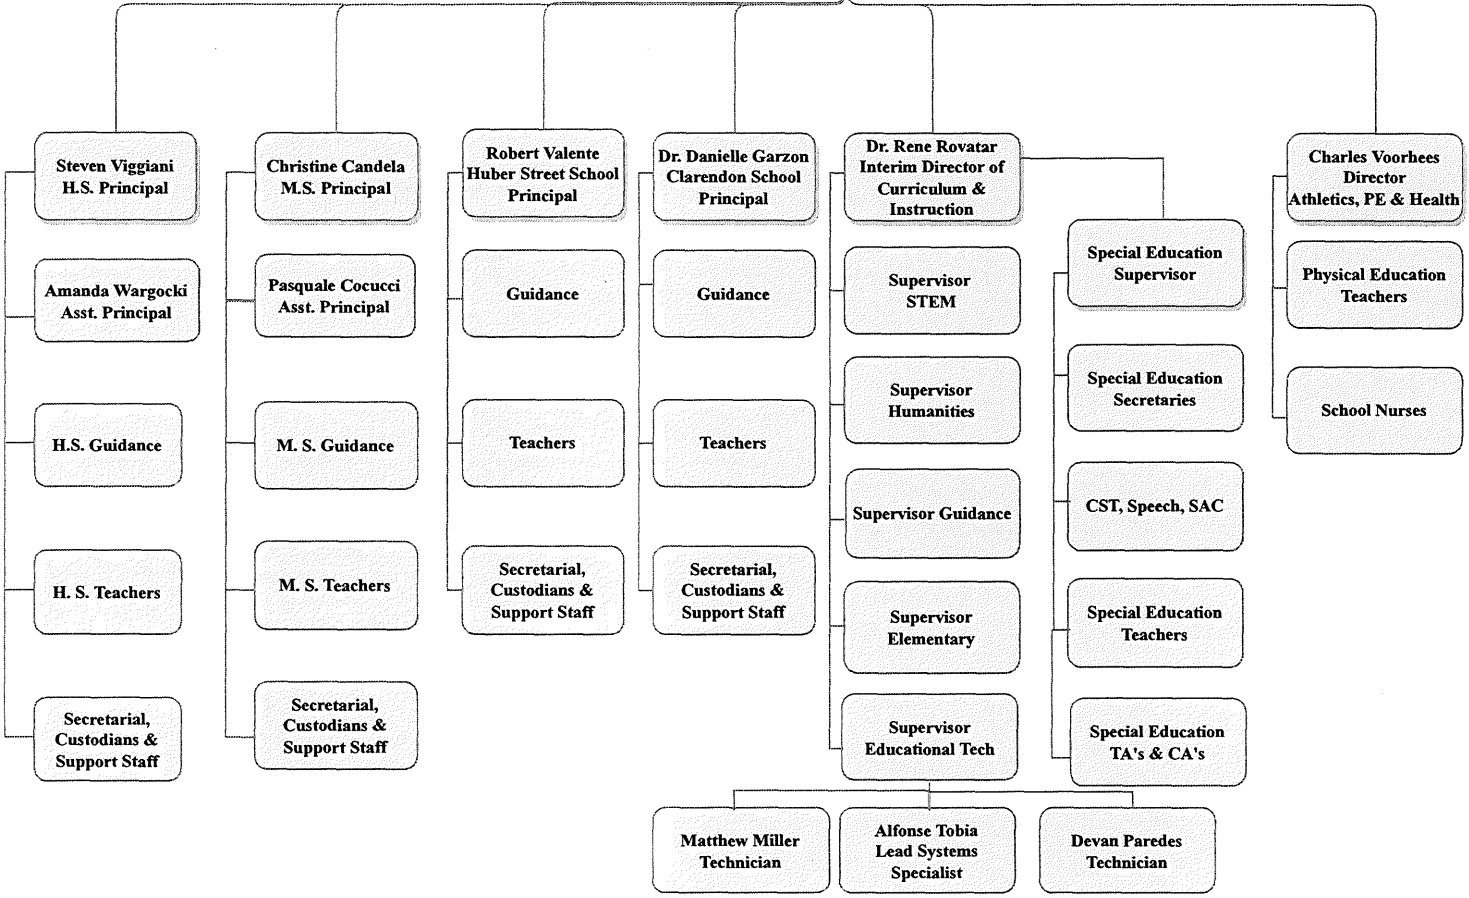 Steven Viggiani
H.S. Principal
Amanda Wargocki
Asst. Principal
H.S. Guidance
H. S. Teachers
Secretarial,
Custodians &
Support Staff
Christine Candela
M.S. Principal
Pasquale Cocucci
Asst. Principal
M. S. Guidance
M. S. Teachers
Secretarial,
Custodians &
Support Staff
Robert Valente
Huber Street School
Principal
Guidance
Teachers
Secretarial,
Custodians &
Support Staff
Dr. Danielle Garzon
Clarendon School
Principal
Guidance
Teachers
Secretarial,
Custodians &
Support Staff
Dr. Rene Rovatar
Interim Director of
Curriculum &
Instruction
Supervisor
STEM
Supervisor
Humanities
Supervisor Guidance
Supervisor
Elementary
Supervisor
Educational Tech
Matthew Miller
Technician
Alfonse Tobia
Lead Systems
Specialist
Devan Paredes
Technician
Special Education
Supervisor
Special Education
Secretaries
CST, Speech, SAC
Special Education
Teachers
Special Education
TA's & CA's
Charles Voorhees
Director
Athletics, PE & Health
Physical Education
Teachers
School Nurses